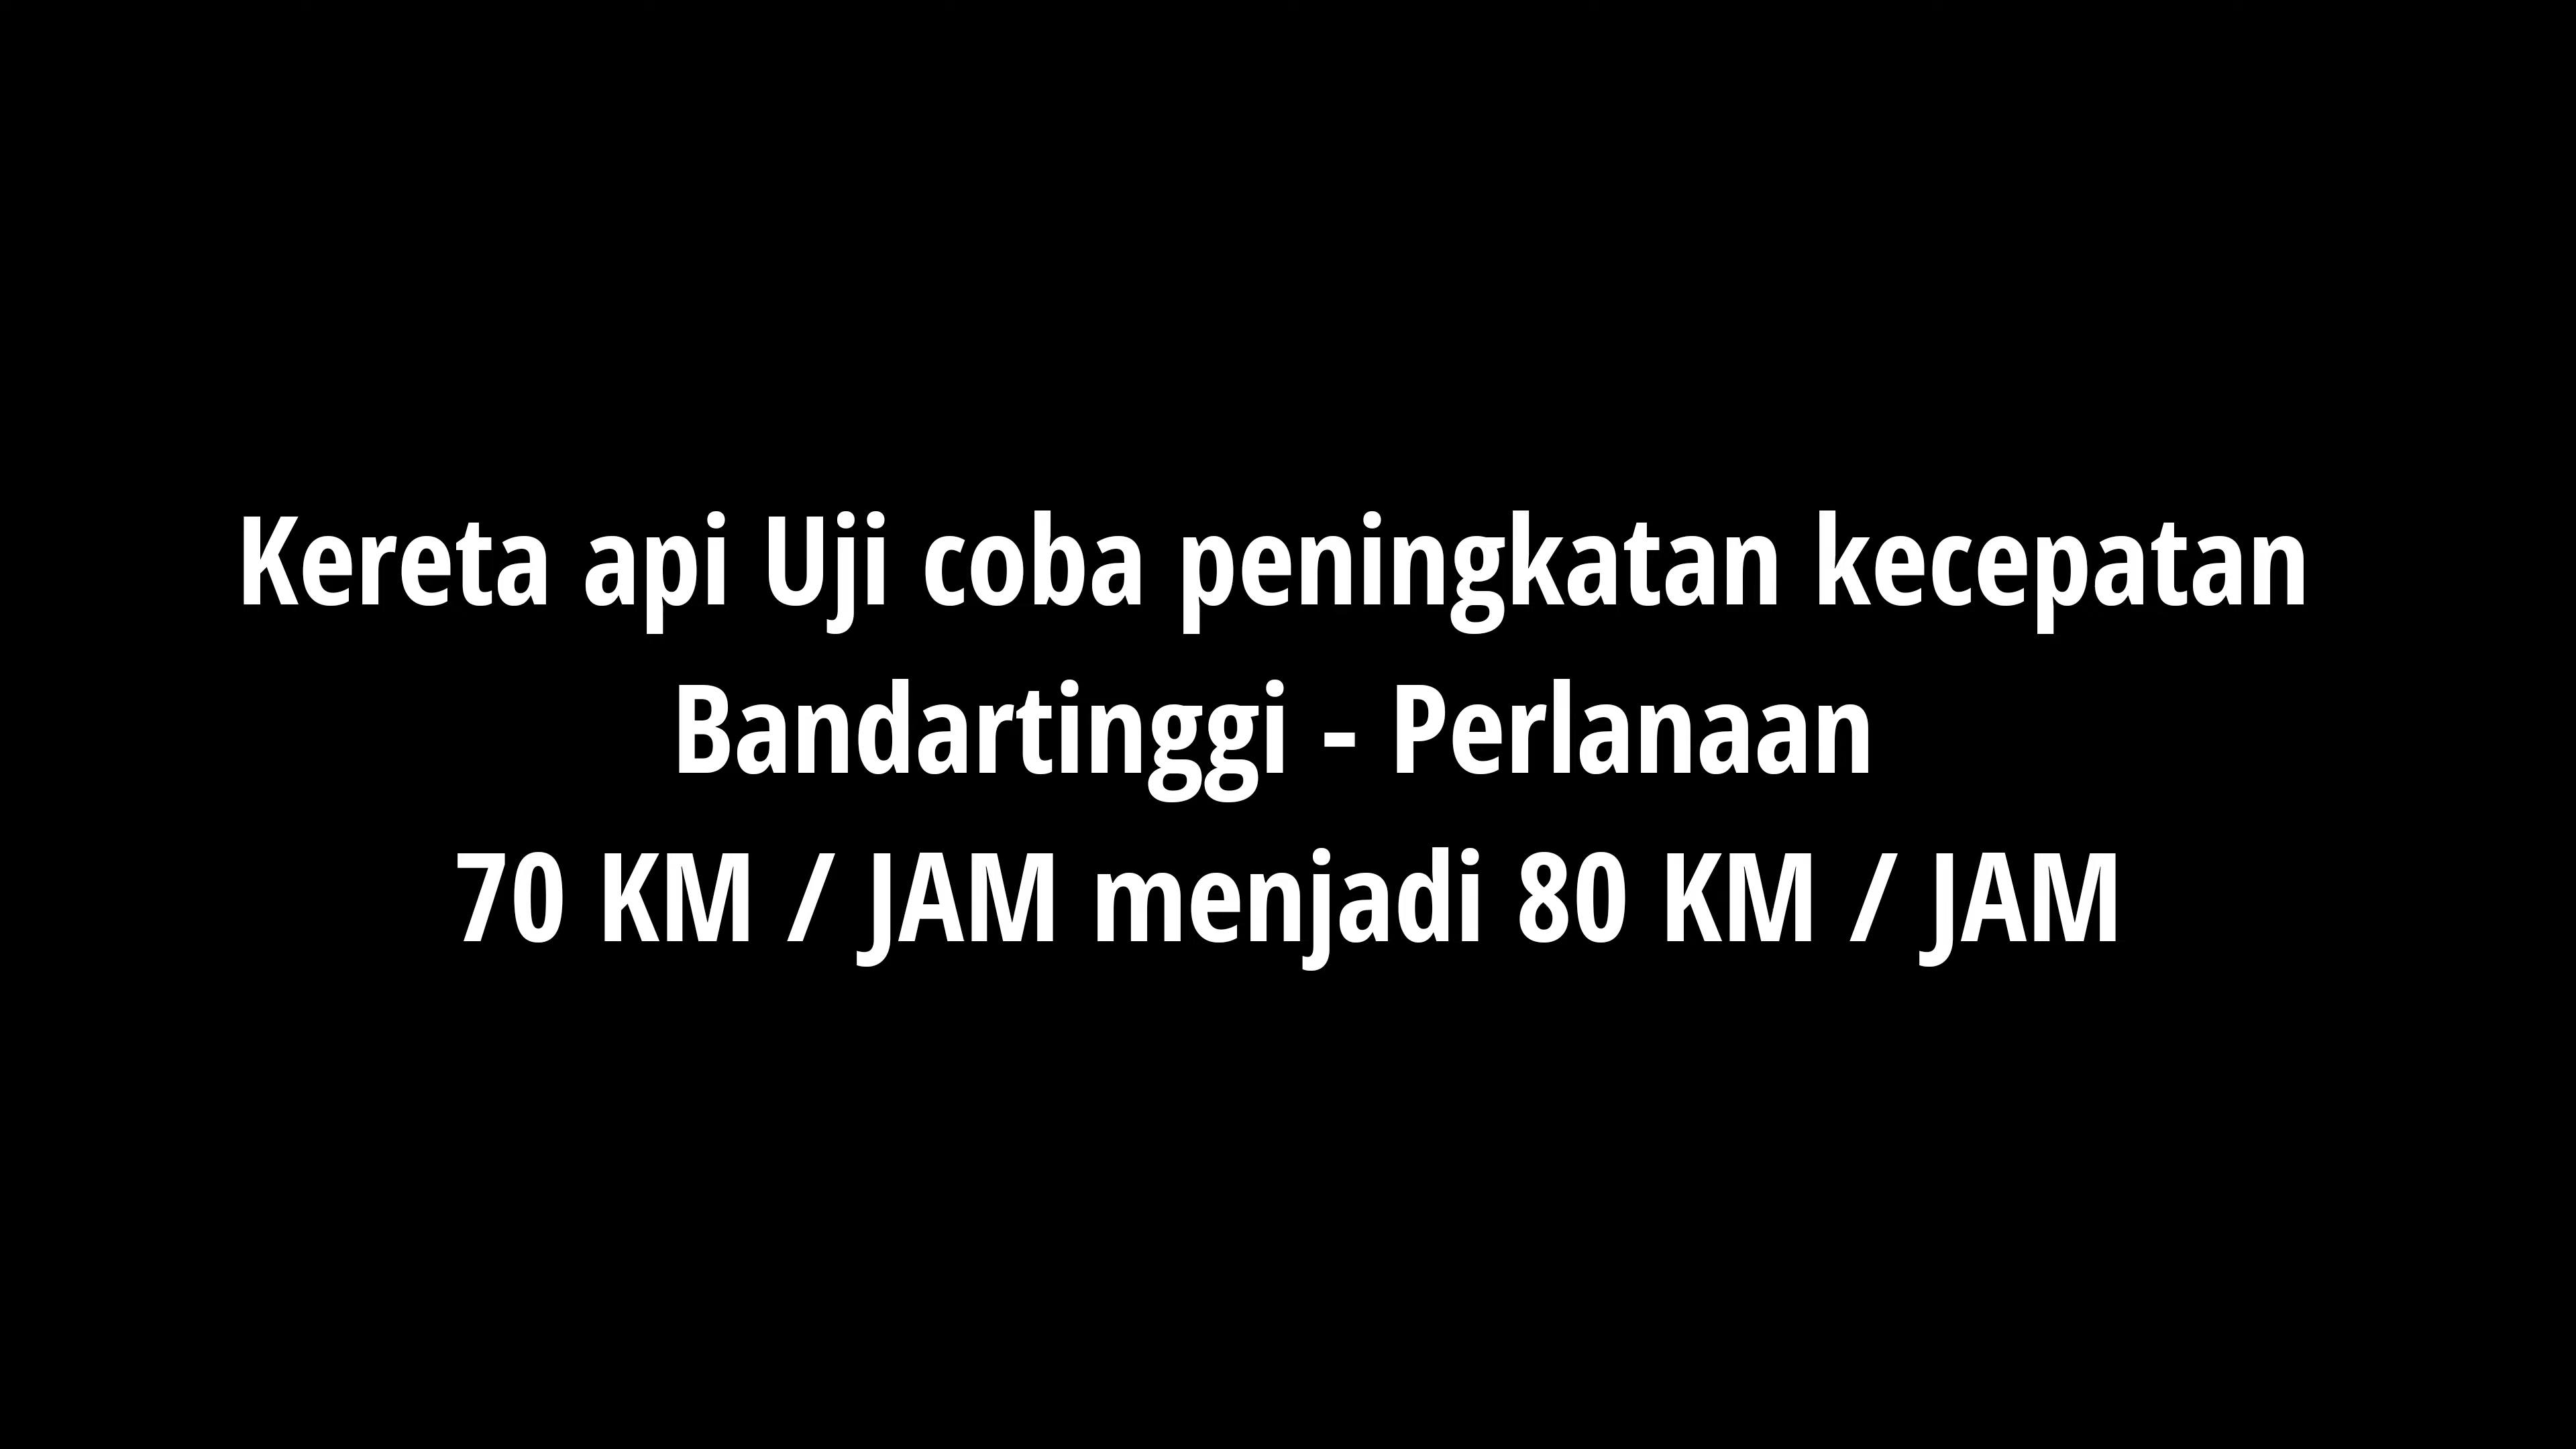 Kereta api Uji coba peningkatan kecepatan
Bandartinggi - Perlanaan
70 KM / JAM menjadi 80 KM / JAM